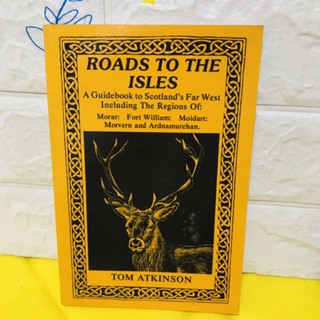 ROADS TO THE
ISLES
A Guidebook to Scotland's Far West
Including The Regions Of:
Morar: Fort William: Moidart:
Morvern and Ardnamurchan.
TOM ATKINSON